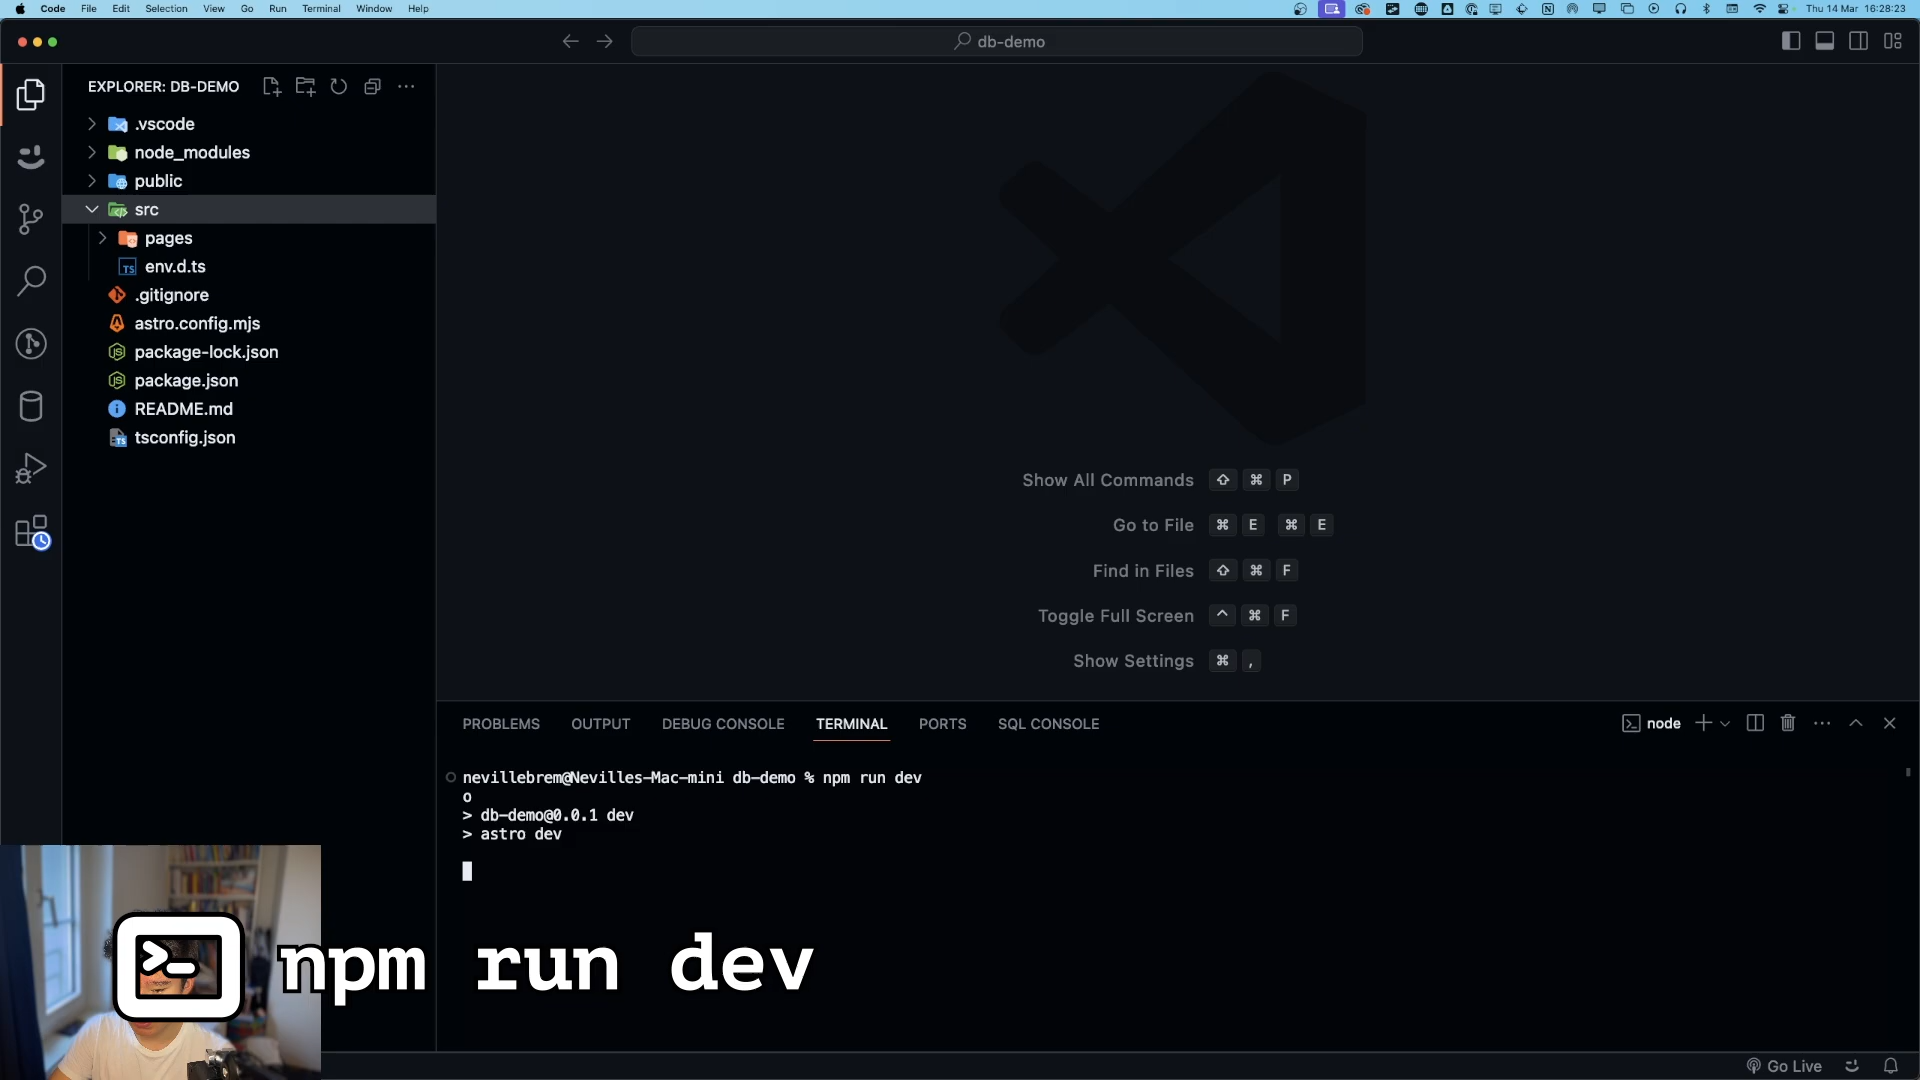 Code File Edit Selection View Go Run Terminal Window Help
Thu 14 Mar 16:28:23
db-demo
EXPLORER: DB-DEMO
.vscode
node_modules
public
src
pages
TS env.d.ts
.gitignore
astro.config.mjs
JS package-lock.json
JS package.json
README.md
TS tsconfig.json
Show All Commands ⇧ ⌘ P
Go to File ⌘ E ⌘ E
Find in Files ⇧ ⌘ F
Toggle Full Screen ^ ⌘ F
Show Settings ⌘ ,
PROBLEMS OUTPUT DEBUG CONSOLE TERMINAL PORTS SQL CONSOLE
node
nevillebrem@Nevilles-Mac-mini db-demo % npm run dev
o
> db-demo@0.0.1 dev
> astro dev
npm run dev
Go Live